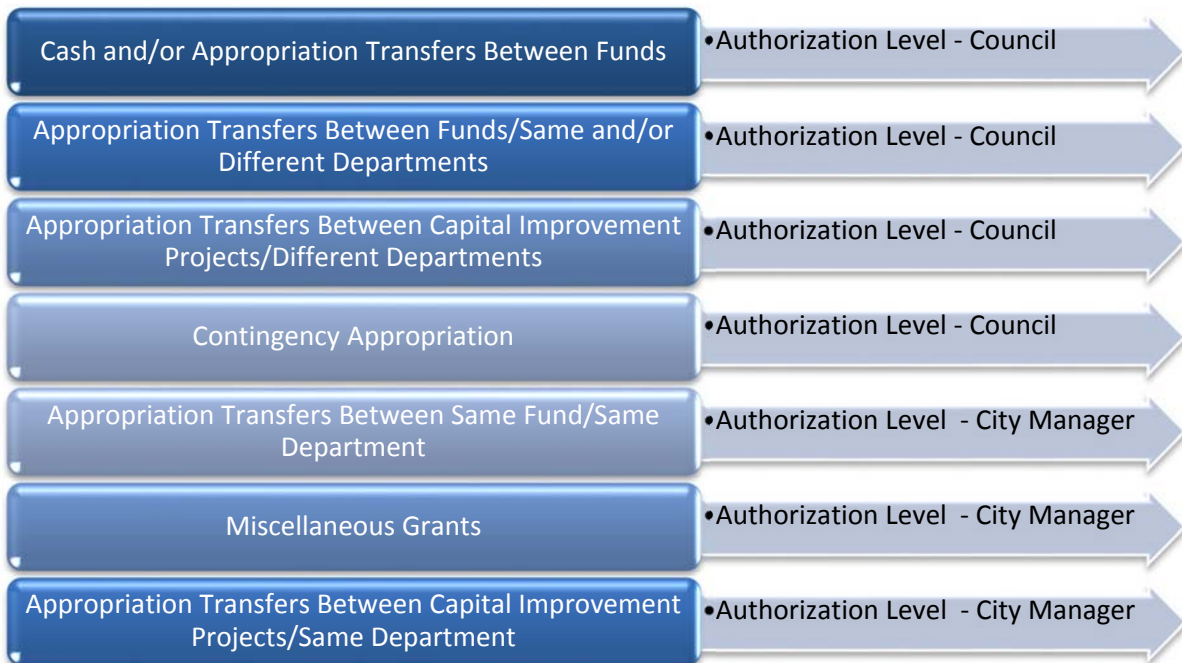 Cash and/or Appropriation Transfers Between Funds
•Authorization Level - Council
Appropriation Transfers Between Funds/Same and/or
Different Departments
•Authorization Level - Council
Appropriation Transfers Between Capital Improvement
Projects/Different Departments
•Authorization Level - Council
Contingency Appropriation
•Authorization Level - Council
Appropriation Transfers Between Same Fund/Same
Department
•Authorization Level  - City Manager
Miscellaneous Grants
•Authorization Level  - City Manager
Appropriation Transfers Between Capital Improvement
Projects/Same Department
•Authorization Level  - City Manager